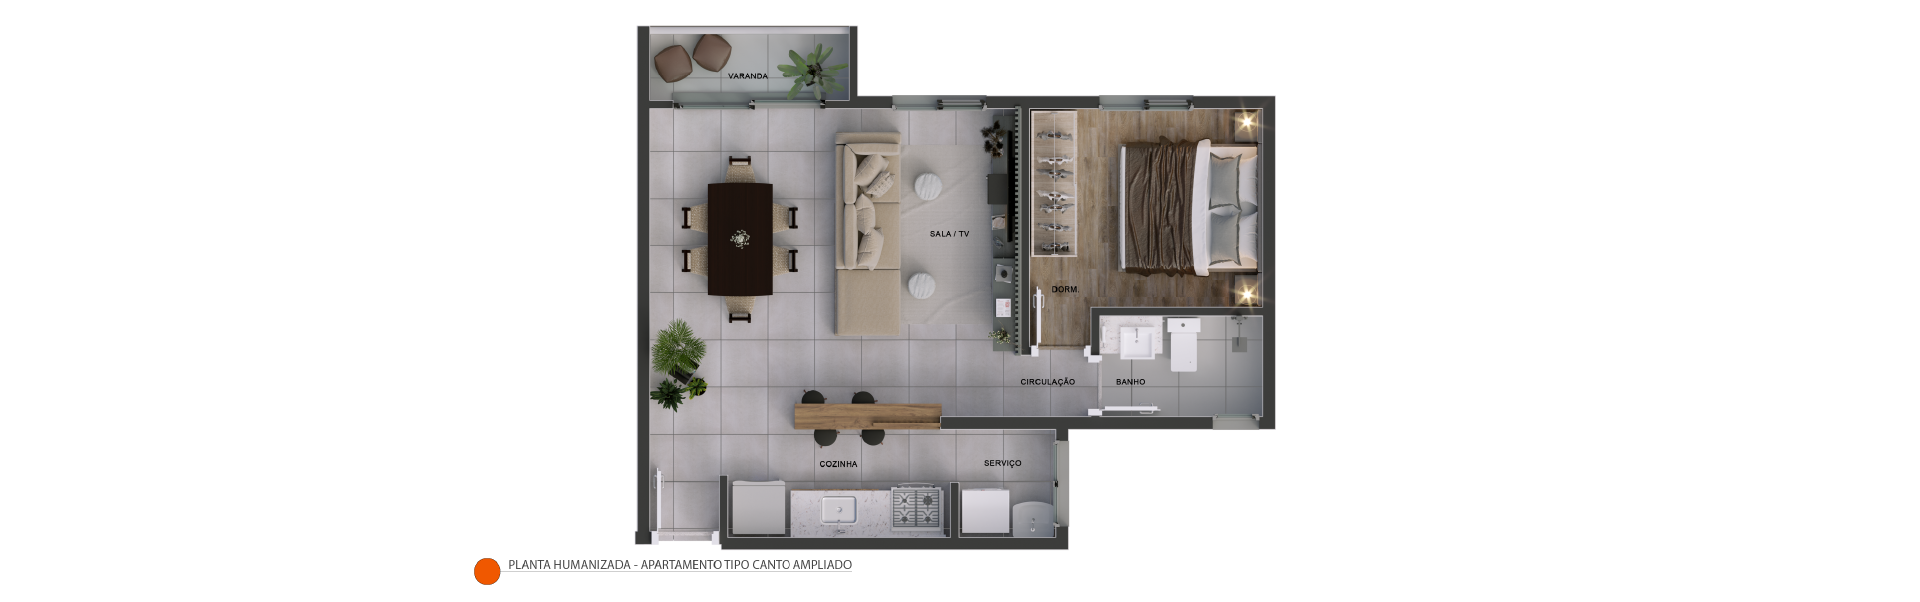 VARANDA
SALA / TV
DORM.
CIRCULAÇÃO
BANHO
COZINHA
SERVIÇO
PLANTA HUMANIZADA - APARTAMENTO TIPO CANTO AMPLIADO